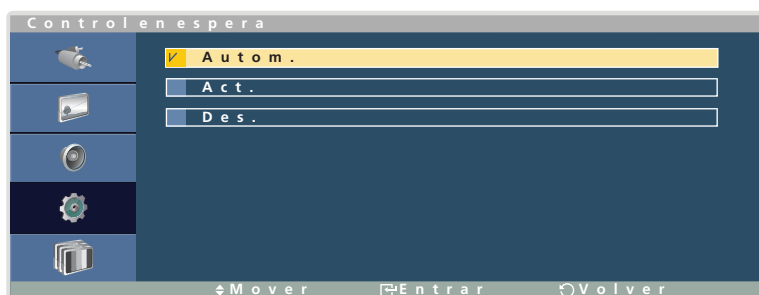 Control en espera
Autom.
Act.
Des.
Mover Entrar Volver